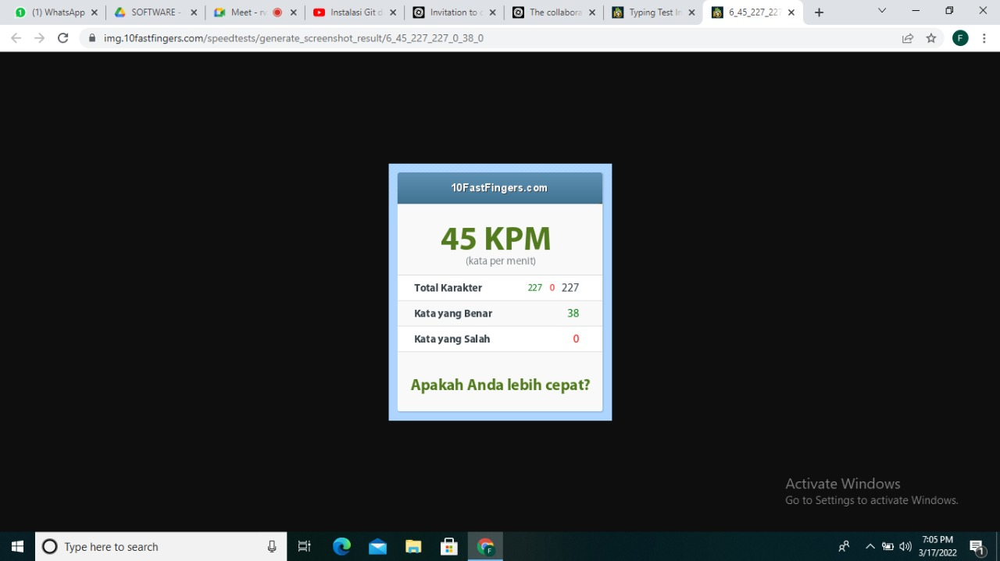 (1) WhatsApp
SOFTWARE -
Meet - rv
Instalasi Git d
Invitation to c
The collabora
Typing Test In
6_45_227_227
img.10fastfingers.com/speedtests/generate_screenshot_result/6_45_227_227_0_38_0
F
10FastFingers.com
45 KPM
(kata per menit)
Total Karakter 227 0 227
Kata yang Benar 38
Kata yang Salah 0
Apakah Anda lebih cepat?
Activate Windows
Go to Settings to activate Windows.
Type here to search
F
7:05 PM
3/17/2022
1